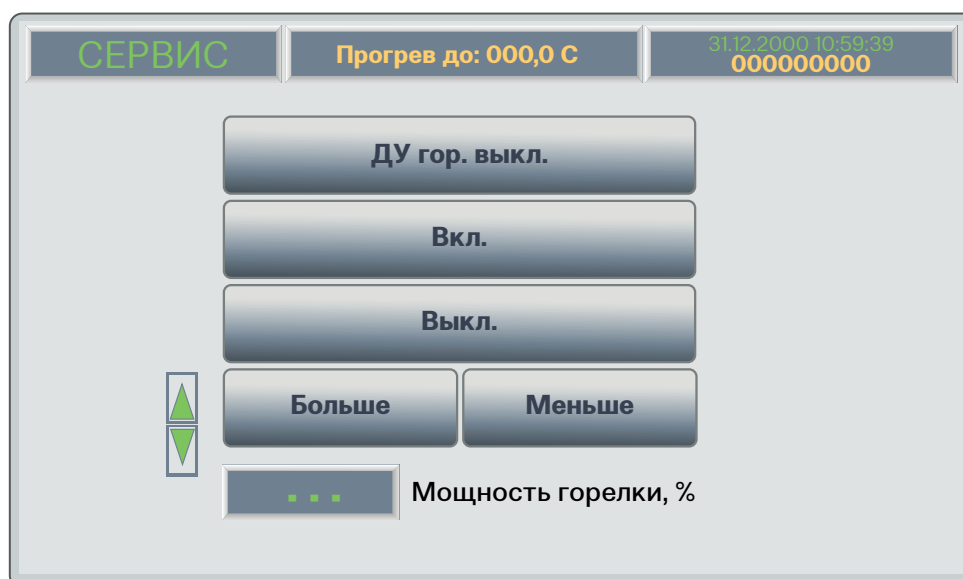 СЕРВИС
Прогрев до: 000,0 С
31.12.2000 10:59:39
000000000
ДУ гор. выкл.
Вкл.
Выкл.
Больше
Меньше
...
Мощность горелки, %